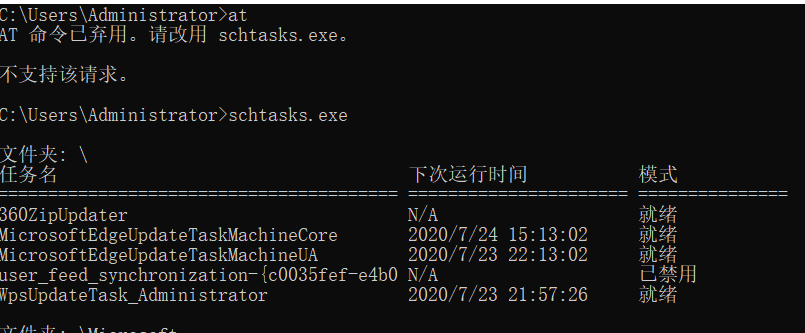 C:\Users\Administrator>at
AT 命令已弃用。请改用 schtasks.exe。
不支持该请求。
C:\Users\Administrator>schtasks.exe
文件夹: \
任务名 下次运行时间 模式
======================================== ====================== ===============
360ZipUpdater N/A 就绪
MicrosoftEdgeUpdateTaskMachineCore 2020/7/24 15:13:02 就绪
MicrosoftEdgeUpdateTaskMachineUA 2020/7/23 22:13:02 就绪
user_feed_synchronization-{c0035fef-e4b0 N/A 已禁用
WpsUpdateTask_Administrator 2020/7/23 21:57:26 就绪
文件夹: \Microsoft